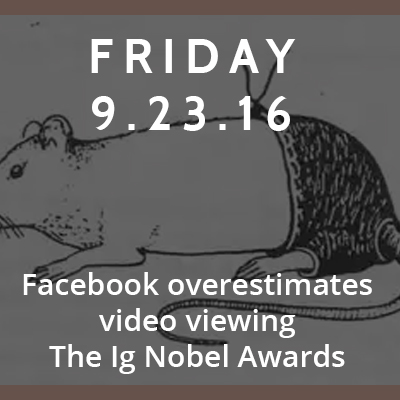 FRIDAY
9.23.16
Facebook overestimates
video viewing
The Ig Nobel Awards